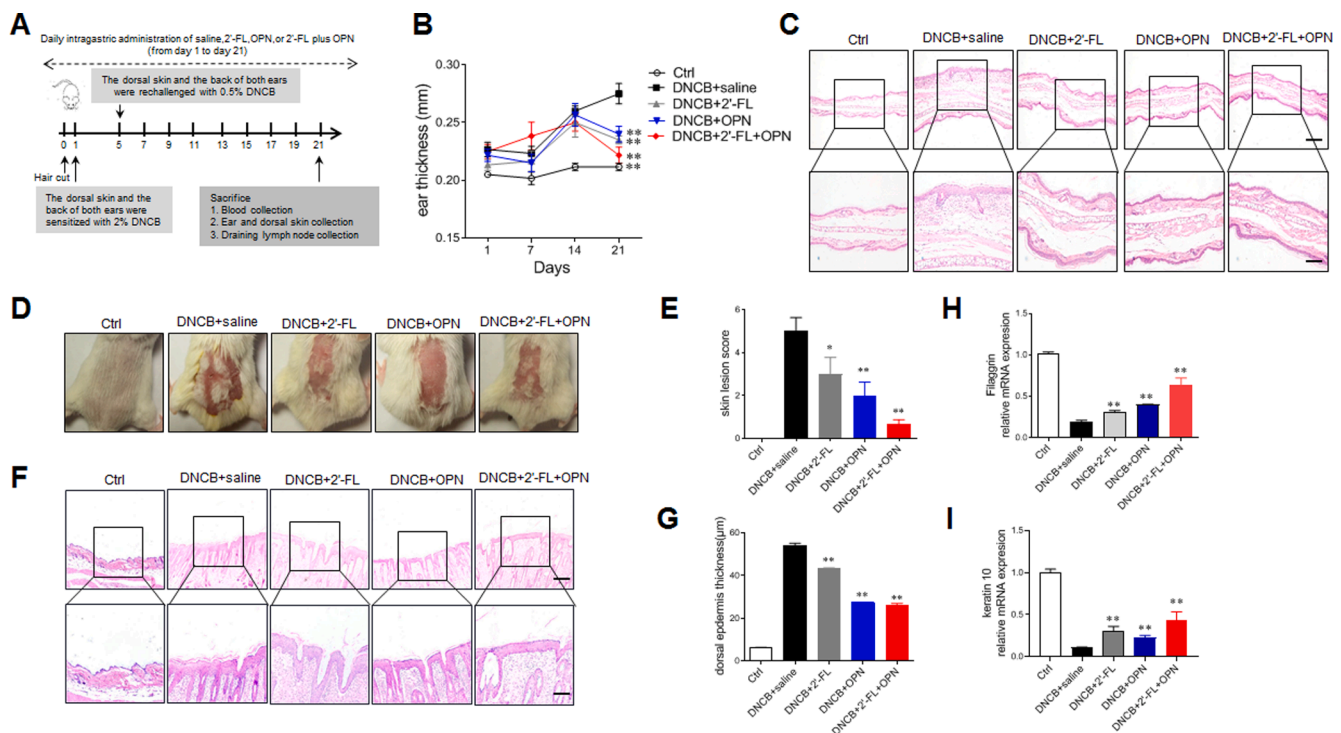 A
Daily intragastric administration of saline,2'-FL,OPN,or 2'-FL plus OPN
(from day 1 to day 21)
The dorsal skin and the back of both ears
were rechallenged with 0.5% DNCB
0 1 5 7 9 11 13 15 17 19 21
Hair cut
The dorsal skin and the
back of both ears were
sensitized with 2% DNCB
Sacrifice
1. Blood collection
2. Ear and dorsal skin collection
3. Draining lymph node collection
B
ear thickness (mm)
0.30
0.25
0.20
0.15
1 7 14 21
Days
Ctrl
DNCB+saline
DNCB+2'-FL
DNCB+OPN
DNCB+2'-FL+OPN
**
**
**
**
C
Ctrl DNCB+saline DNCB+2'-FL DNCB+OPN DNCB+2'-FL+OPN
D
Ctrl DNCB+saline DNCB+2'-FL DNCB+OPN DNCB+2'-FL+OPN
E
skin lesion score
6
4
2
0
* ** **
Ctrl DNCB+saline DNCB+2'-FL DNCB+OPN DNCB+2'-FL+OPN
H
Filaggrin
relative mRNA expression
1.5
1.0
0.5
0.0
** ** **
Ctrl DNCB+saline DNCB+2'-FL DNCB+OPN DNCB+2'-FL+OPN
F
Ctrl DNCB+saline DNCB+2'-FL DNCB+OPN DNCB+2'-FL+OPN
G
dorsal epdermis thickness(μm)
60
40
20
0
** ** **
Ctrl DNCB+saline DNCB+2'-FL DNCB+OPN DNCB+2'-FL+OPN
I
keratin 10
relative mRNA expression
1.5
1.0
0.5
0.0
** ** **
Ctrl DNCB+saline DNCB+2'-FL DNCB+OPN DNCB+2'-FL+OPN